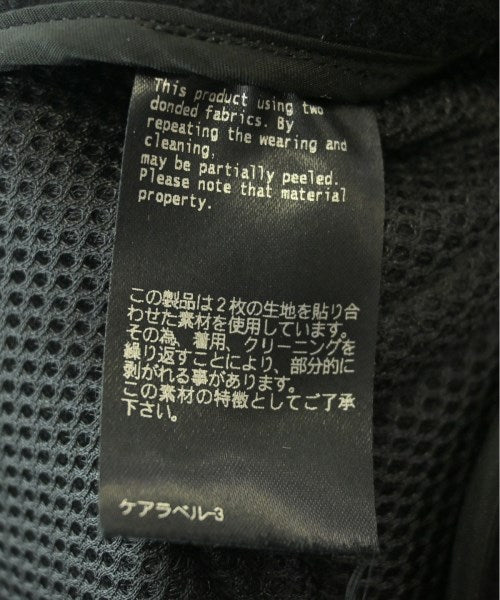 This product using two
donded fabrics. By
repeating the wearing and
cleaning,
may be partially peeled.
Please note that material
property.
この製品は2枚の生地を貼り合
わせた素材を使用しています。
その為、着用、クリーニングを
繰り返すことにより、部分的に
剥がれる事があります。
この素材の特徴としてご了承
下さい。
ケアラベル-3